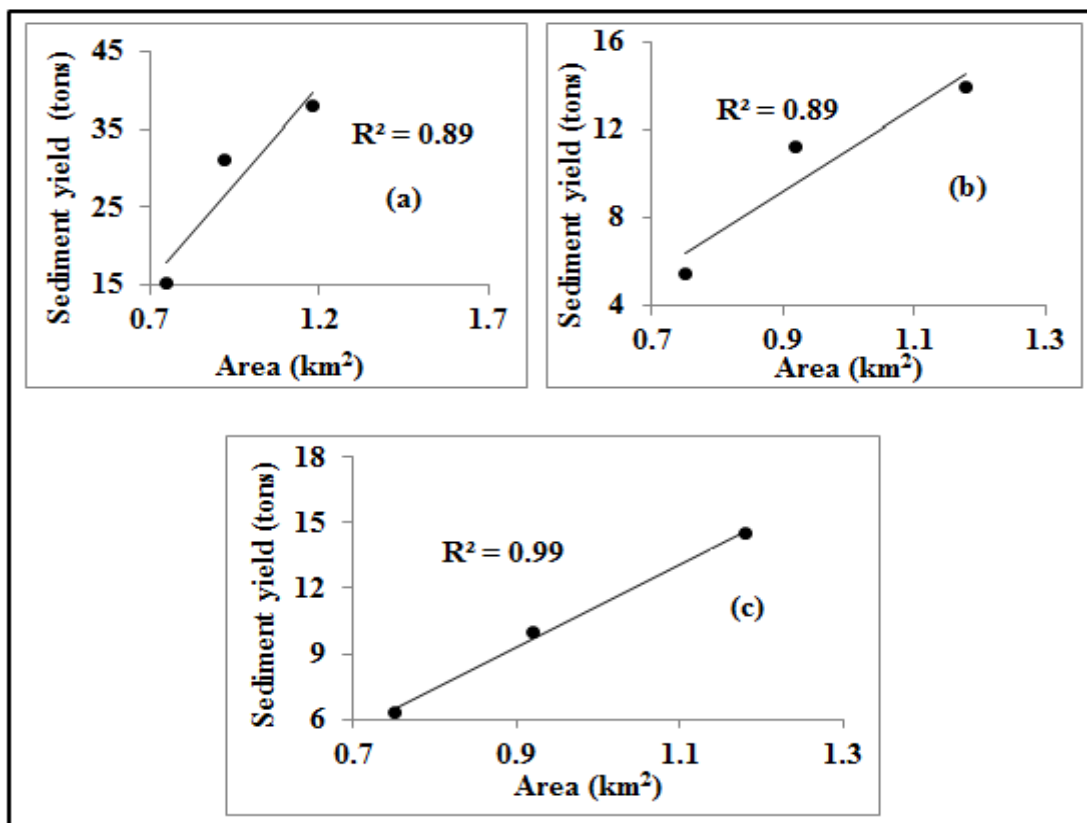 45
35
25
15
Sediment yield (tons)
R² = 0.89
(a)
0.7 1.2 1.7
Area (km²)
16
12
8
4
Sediment yield (tons)
R² = 0.89
(b)
0.7 0.9 1.1 1.3
Area (km²)
18
15
12
9
6
Sediment yield (tons)
R² = 0.99
(c)
0.7 0.9 1.1 1.3
Area (km²)